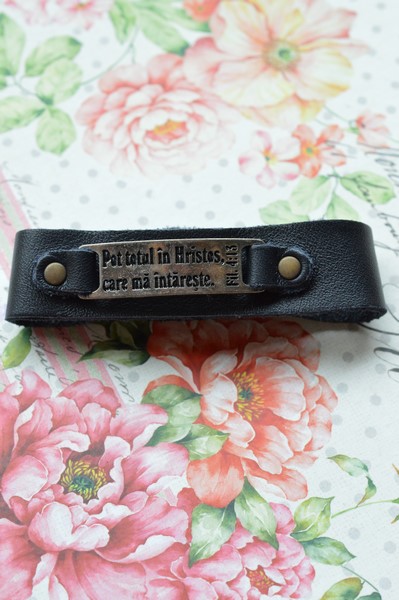 Pot totul în Hristos,
care mă întărește.
Fil. 4:13